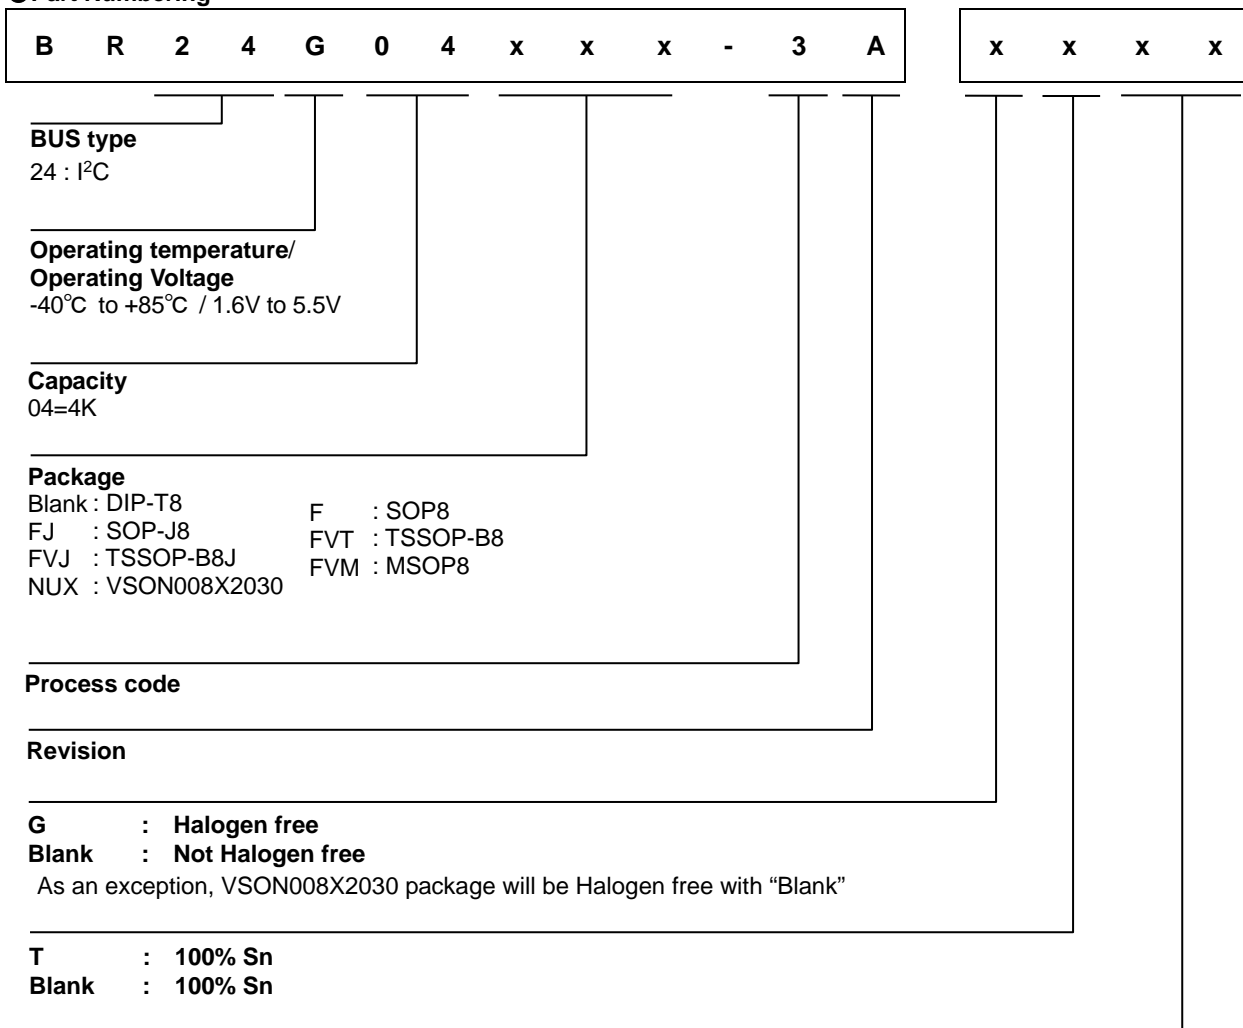 B R 2 4 G 0 4 x x x - 3 A x x x x
BUS type
24 : I²C
Operating temperature/
Operating Voltage
-40℃ to +85℃ / 1.6V to 5.5V
Capacity
04=4K
Package
Blank : DIP-T8
FJ : SOP-J8
FVJ : TSSOP-B8J
NUX : VSON008X2030
F : SOP8
FVT : TSSOP-B8
FVM : MSOP8
Process code
Revision
G : Halogen free
Blank : Not Halogen free
As an exception, VSON008X2030 package will be Halogen free with “Blank”
T : 100% Sn
Blank : 100% Sn